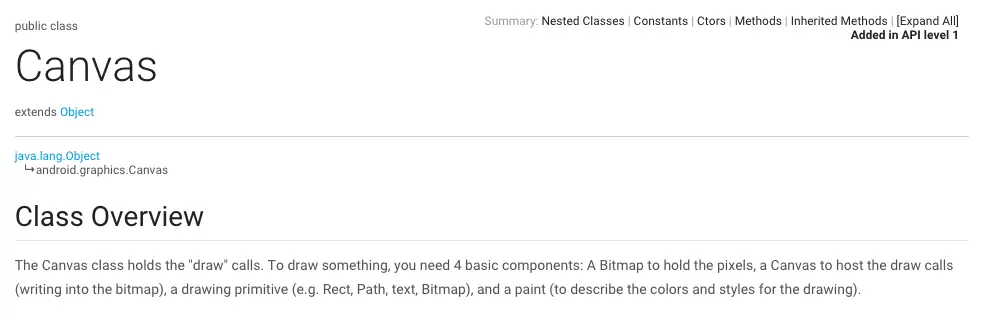 public class
Summary: Nested Classes | Constants | Ctors | Methods | Inherited Methods | [Expand All]
Added in API level 1
Canvas
extends Object
java.lang.Object
↳android.graphics.Canvas
Class Overview
The Canvas class holds the "draw" calls. To draw something, you need 4 basic components: A Bitmap to hold the pixels, a Canvas to host the draw calls
(writing into the bitmap), a drawing primitive (e.g. Rect, Path, text, Bitmap), and a paint (to describe the colors and styles for the drawing).